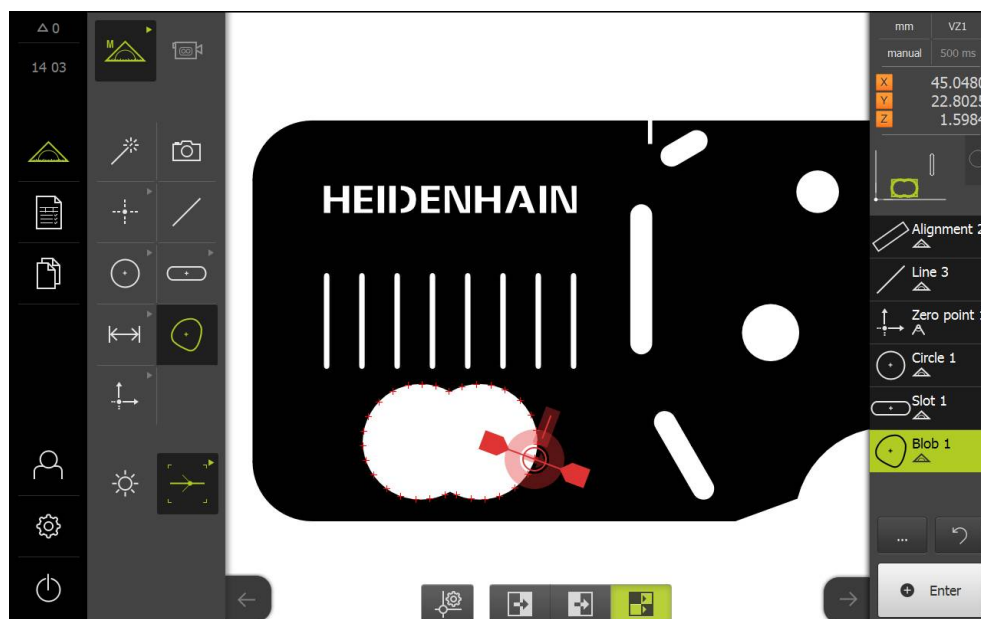 0
14 03
M
mm VZ1
manual 500 ms
X 45.0480
Y 22.8025
Z 1.5984
HEIDENHAIN
Alignment 2
Line 3
Zero point 1
Circle 1
Slot 1
Blob 1
...
Enter